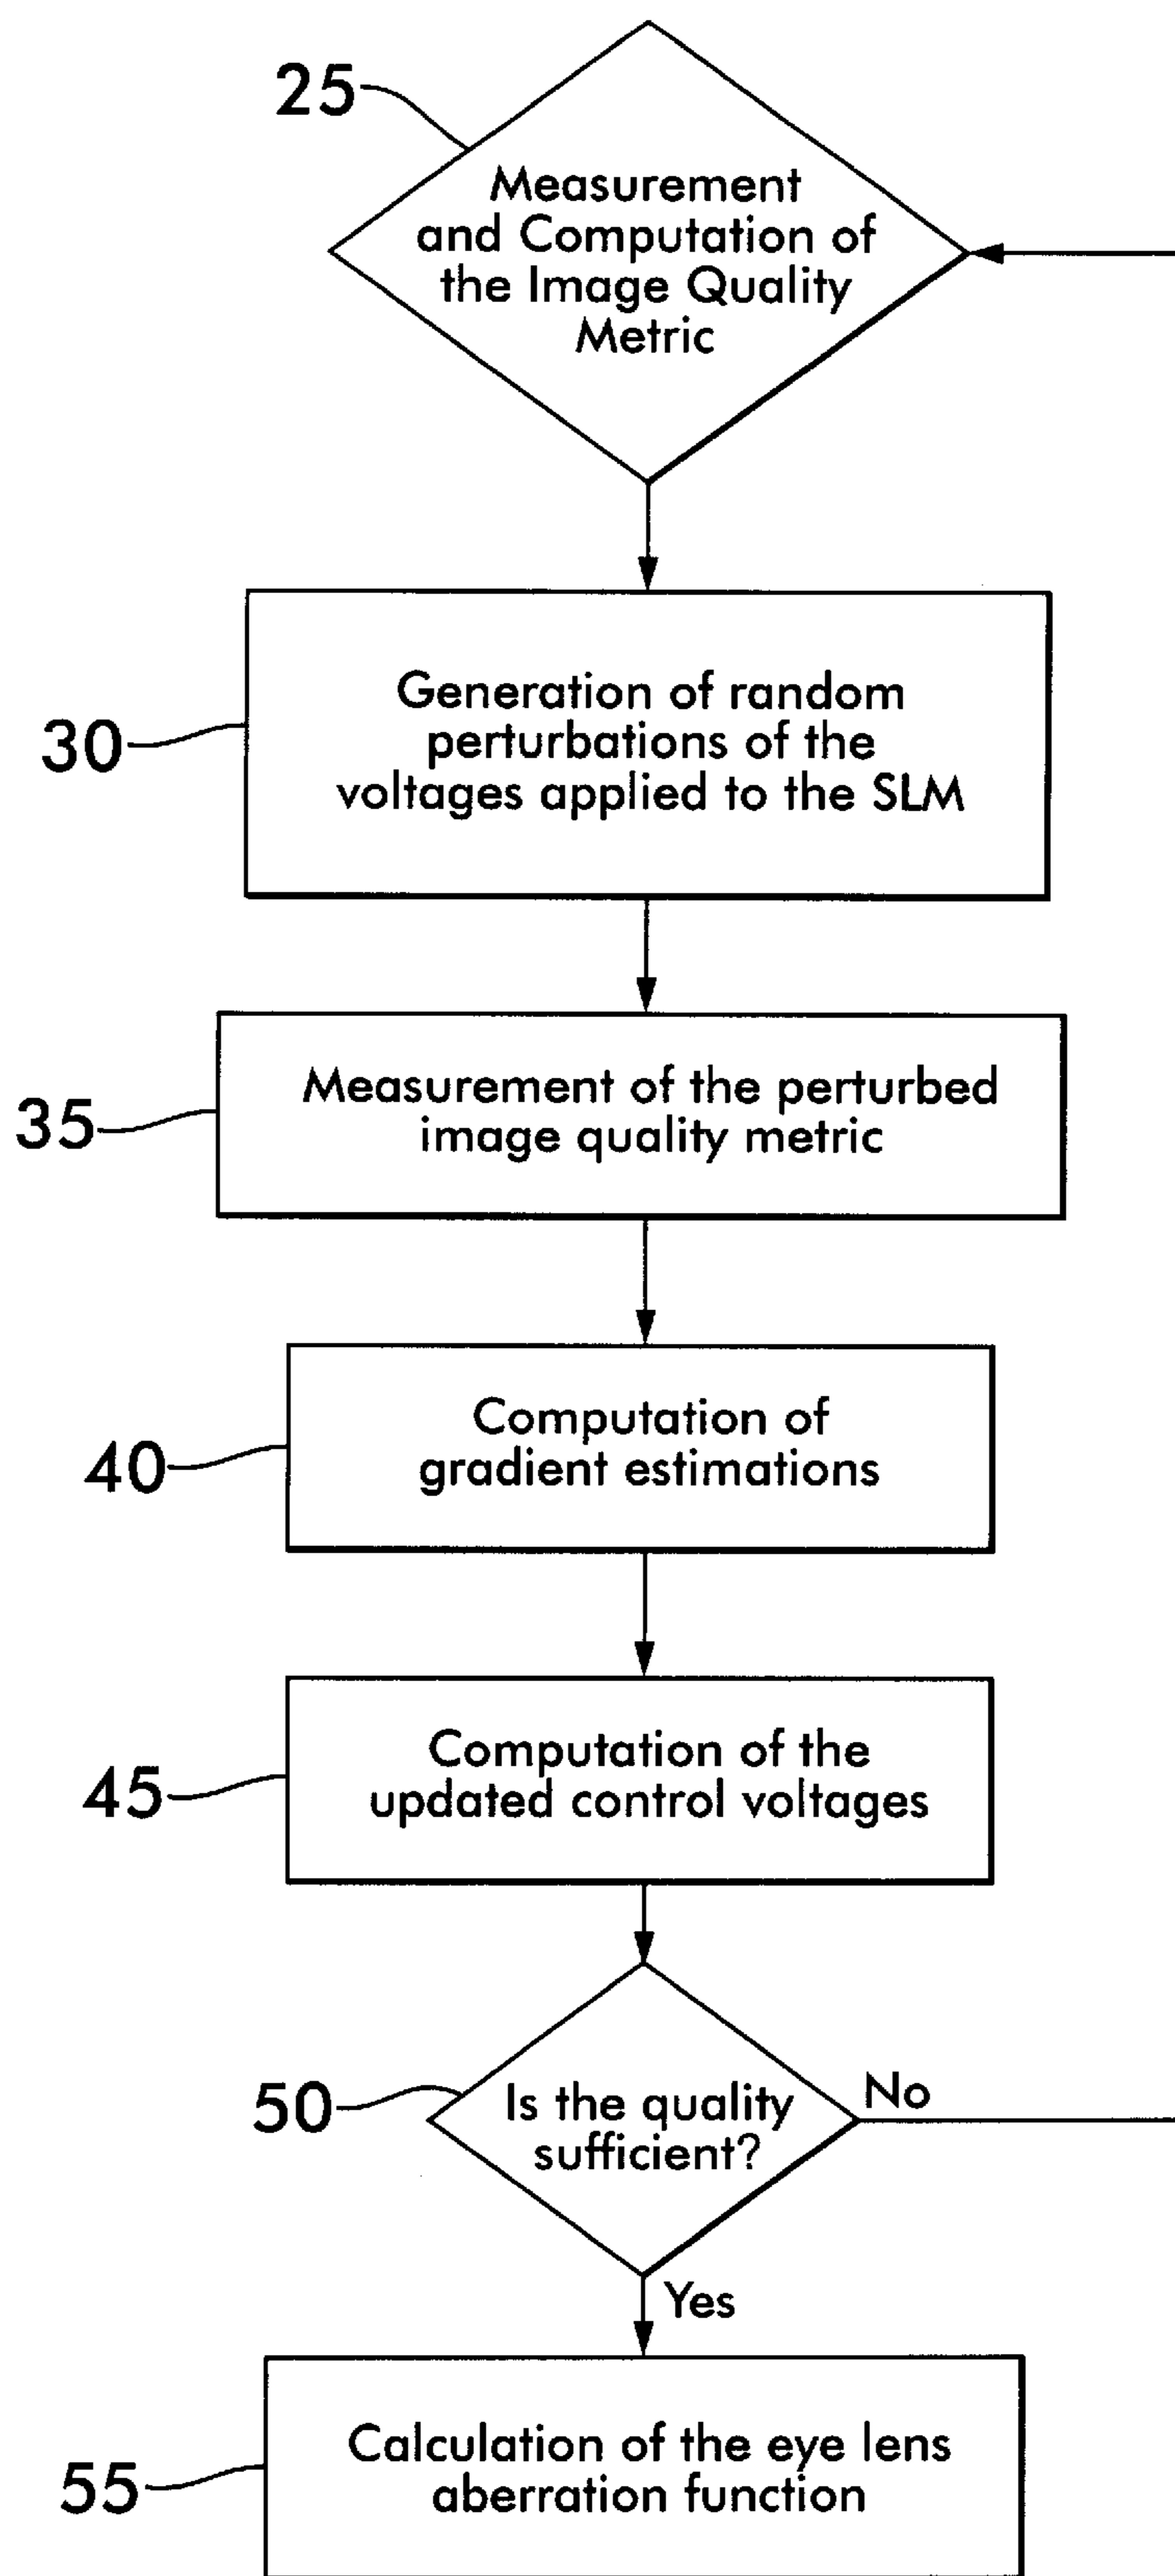 25
Measurement
and Computation of
the Image Quality
Metric
30
Generation of random
perturbations of the
voltages applied to the SLM
35
Measurement of the perturbed
image quality metric
40
Computation of
gradient estimations
45
Computation of the
updated control voltages
50
Is the quality
sufficient?
No
Yes
55
Calculation of the eye lens
aberration function